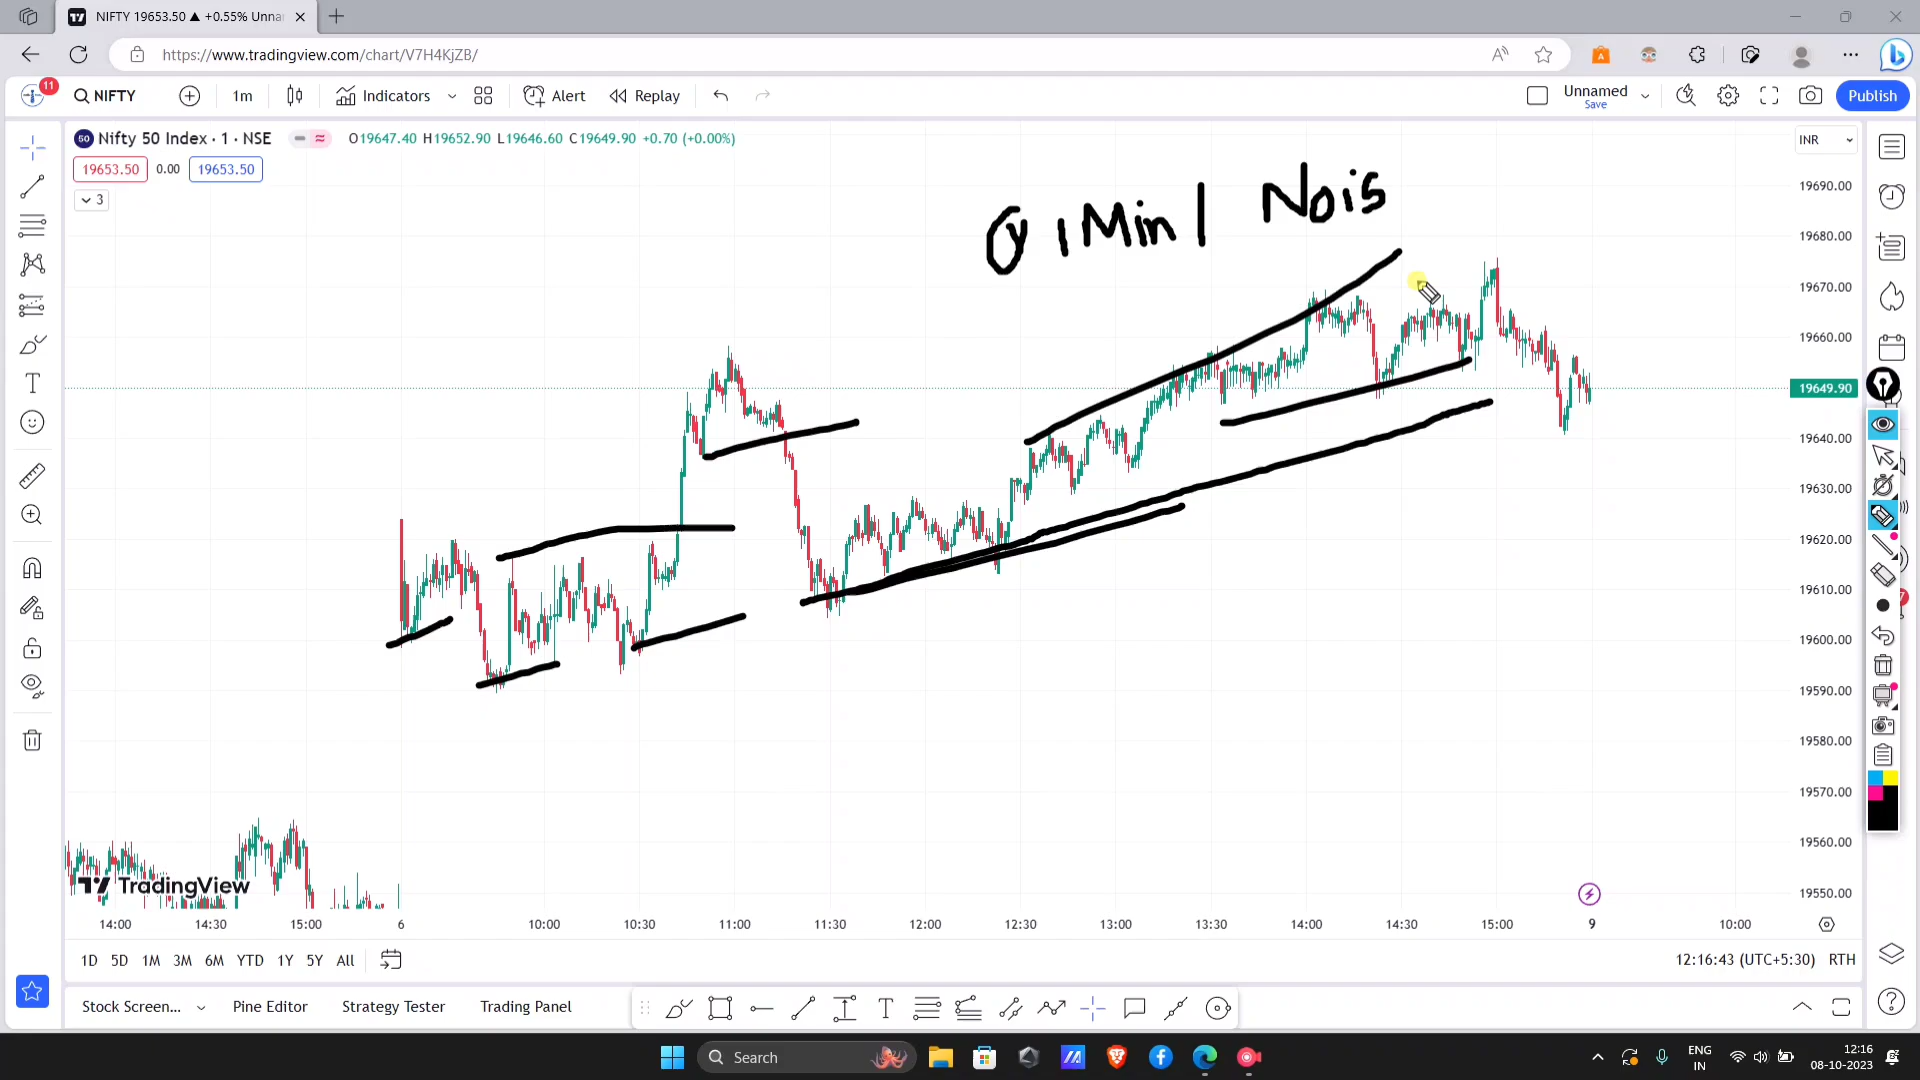 NIFTY 19653.50 ▲ +0.55% Unna
https://www.tradingview.com/chart/V7H4KjZB/
11
NIFTY 1m Indicators Alert Replay Unnamed Save Publish
50 Nifty 50 Index · 1 · NSE O19647.40 H19652.90 L19646.60 C19649.90 +0.70 (+0.00%) INR
19653.50 0.00 19653.50
3
1Min Nois
19690.00
19680.00
19670.00
19660.00
19649.90
19640.00
19630.00
19620.00
19610.00
19600.00
19590.00
19580.00
19570.00
19560.00
19550.00
TradingView
14:00 14:30 15:00 6 10:00 10:30 11:00 11:30 12:00 12:30 13:00 13:30 14:00 14:30 15:00 9 10:00
1D 5D 1M 3M 6M YTD 1Y 5Y All 12:16:43 (UTC+5:30) RTH
Stock Screen... Pine Editor Strategy Tester Trading Panel
Search ENG IN 12:16 08-10-2023